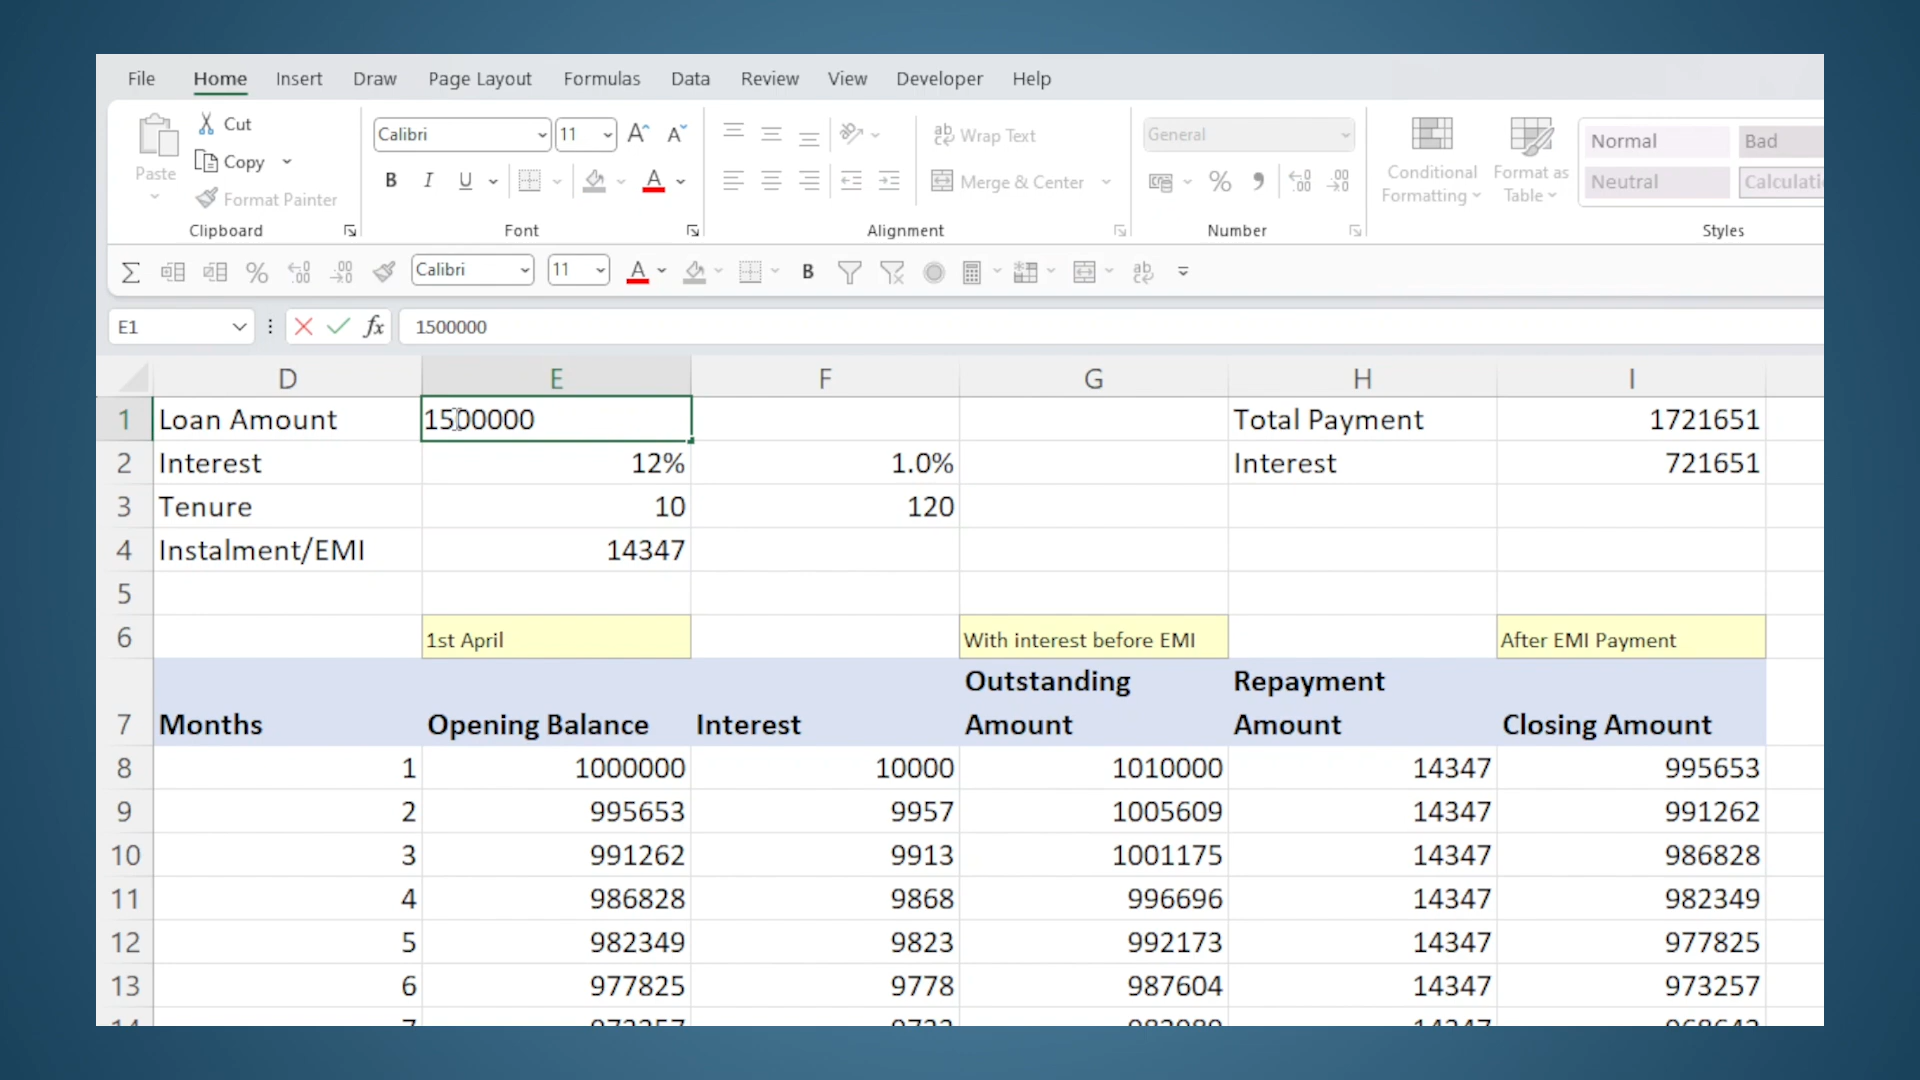 File Home Insert Draw Page Layout Formulas Data Review View Developer Help
Paste Cut Copy Format Painter Clipboard
Calibri 11 A A
B I U A Font
ab Wrap Text
Merge & Center Alignment
General
% Number
Conditional Formatting
Format as Table
Normal Bad
Neutral
Styles
Σ % Calibri 11 A B
E1 fx 1500000
D E F G H I
1 Loan Amount 1500000 Total Payment 1721651
2 Interest 12% 1.0% Interest 721651
3 Tenure 10 120
4 Instalment/EMI 14347
5
6 1st April With interest before EMI After EMI Payment
7 Months Opening Balance Interest Outstanding Amount Repayment Amount Closing Amount
8 1 1000000 10000 1010000 14347 995653
9 2 995653 9957 1005609 14347 991262
10 3 991262 9913 1001175 14347 986828
11 4 986828 9868 996696 14347 982349
12 5 982349 9823 992173 14347 977825
13 6 977825 9778 987604 14347 973257